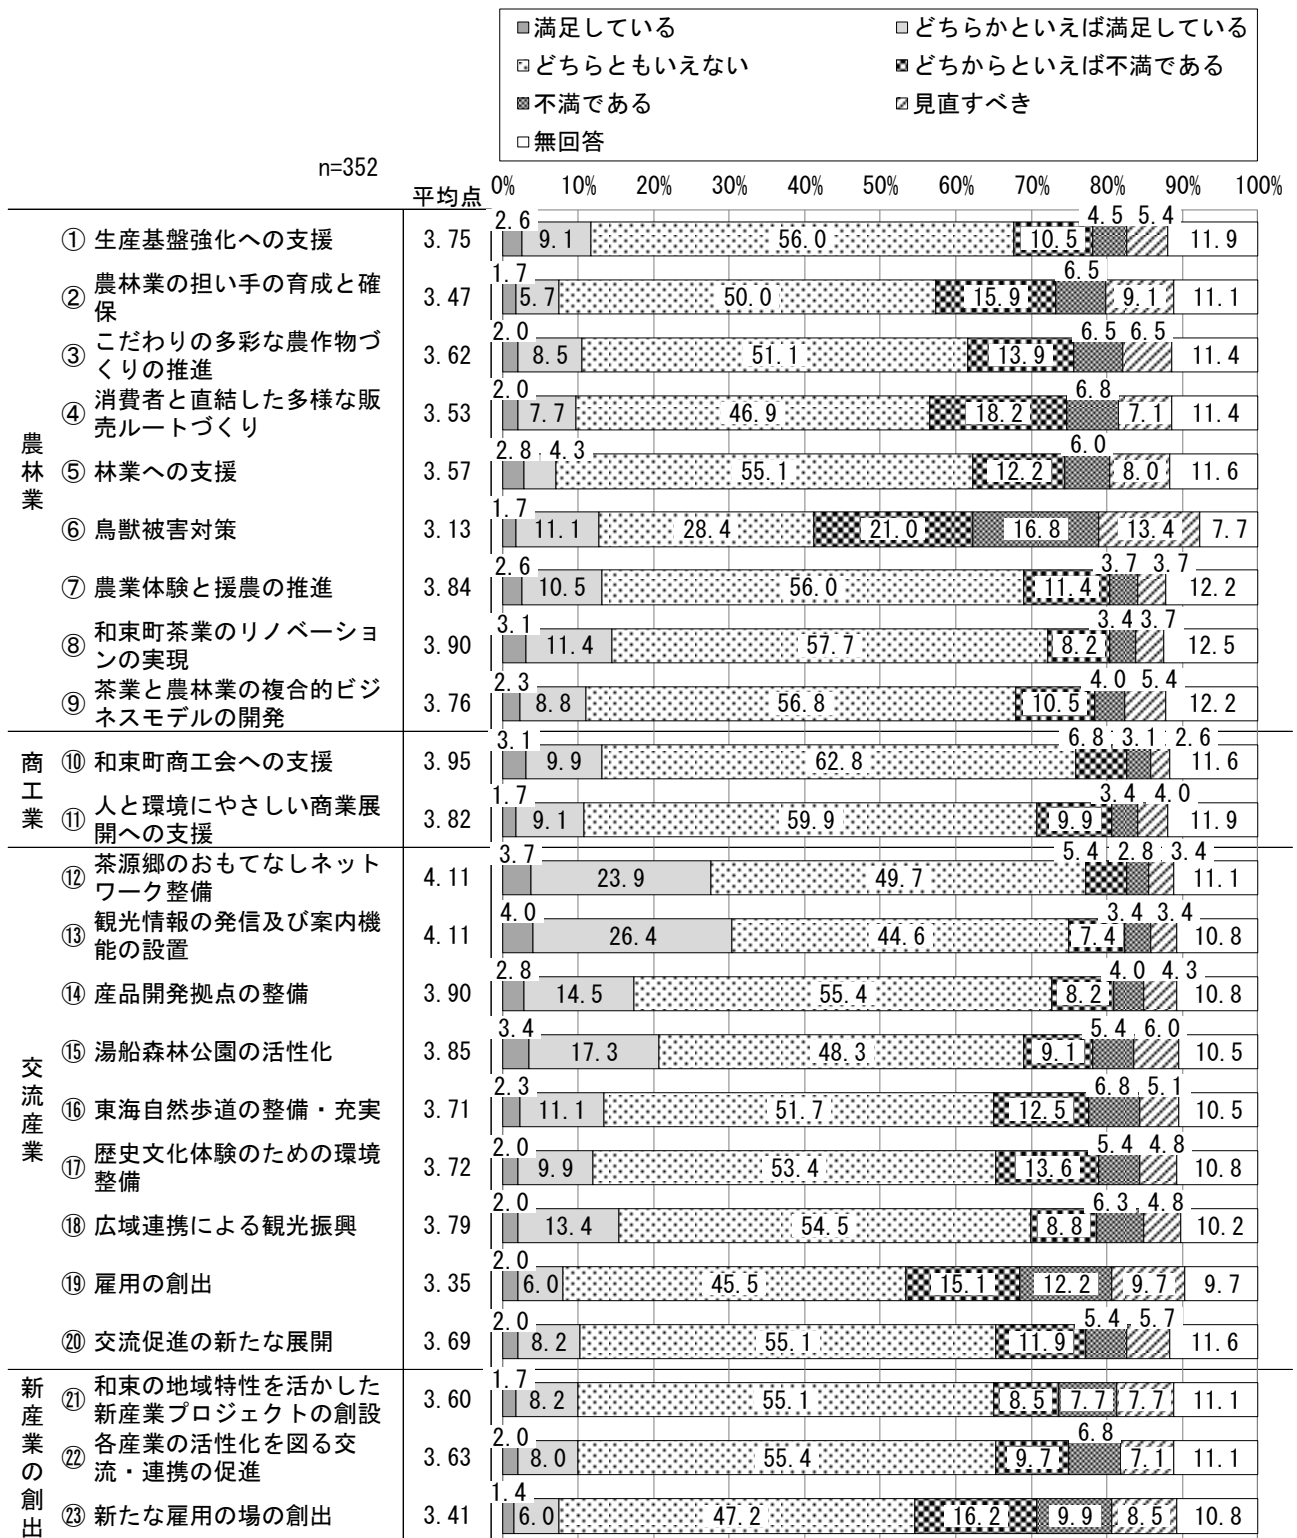 ■満足している
□どちらかといえば満足している
□どちらともいえない
■どちからといえば不満である
■不満である
□見直すべき
□無回答
n=352
平均点 0% 10% 20% 30% 40% 50% 60% 70% 80% 90% 100%
農林業
① 生産基盤強化への支援 3.75 2.6 9.1 56.0 10.5 4.5 5.4 11.9
② 農林業の担い手の育成と確
保 3.47 1.7 5.7 50.0 15.9 6.5 9.1 11.1
③ こだわりの多彩な農作物づ
くりの推進 3.62 2.0 8.5 51.1 13.9 6.5 6.5 11.4
④ 消費者と直結した多様な販
売ルートづくり 3.53 2.0 7.7 46.9 18.2 6.8 7.1 11.4
⑤ 林業への支援 3.57 2.8 4.3 55.1 12.2 6.0 8.0 11.6
⑥ 鳥獣被害対策 3.13 1.7 11.1 28.4 21.0 16.8 13.4 7.7
⑦ 農業体験と援農の推進 3.84 2.6 10.5 56.0 11.4 3.7 3.7 12.2
⑧ 和束町茶業のリノベーショ
ンの実現 3.90 3.1 11.4 57.7 8.2 3.4 3.7 12.5
⑨ 茶業と農林業の複合的ビジ
ネスモデルの開発 3.76 2.3 8.8 56.8 10.5 4.0 5.4 12.2
商工業
⑩ 和束町商工会への支援 3.95 3.1 9.9 62.8 6.8 3.1 2.6 11.6
⑪ 人と環境にやさしい商業展
開への支援 3.82 1.7 9.1 59.9 9.9 3.4 4.0 11.9
交流産業
⑫ 茶源郷のおもてなしネット
ワーク整備 4.11 3.7 23.9 49.7 5.4 2.8 3.4 11.1
⑬ 観光情報の発信及び案内機
能の設置 4.11 4.0 26.4 44.6 7.4 3.4 3.4 10.8
⑭ 産品開発拠点の整備 3.90 2.8 14.5 55.4 8.2 4.0 4.3 10.8
⑮ 湯船森林公園の活性化 3.85 3.4 17.3 48.3 9.1 5.4 6.0 10.5
⑯ 東海自然歩道の整備・充実 3.71 2.3 11.1 51.7 12.5 6.8 5.1 10.5
⑰ 歴史文化体験のための環境
整備 3.72 2.0 9.9 53.4 13.6 5.4 4.8 10.8
⑱ 広域連携による観光振興 3.79 2.0 13.4 54.5 8.8 6.3 4.8 10.2
⑲ 雇用の創出 3.35 2.0 6.0 45.5 15.1 12.2 9.7 9.7
⑳ 交流促進の新たな展開 3.69 2.0 8.2 55.1 11.9 5.4 5.7 11.6
新産業の創出
㉑ 和束の地域特性を活かした
新産業プロジェクトの創設 3.60 1.7 8.2 55.1 8.5 7.7 7.7 11.1
㉒ 各産業の活性化を図る交
流・連携の促進 3.63 2.0 8.0 55.4 9.7 6.8 7.1 11.1
㉓ 新たな雇用の場の創出 3.41 1.4 6.0 47.2 16.2 9.9 8.5 10.8